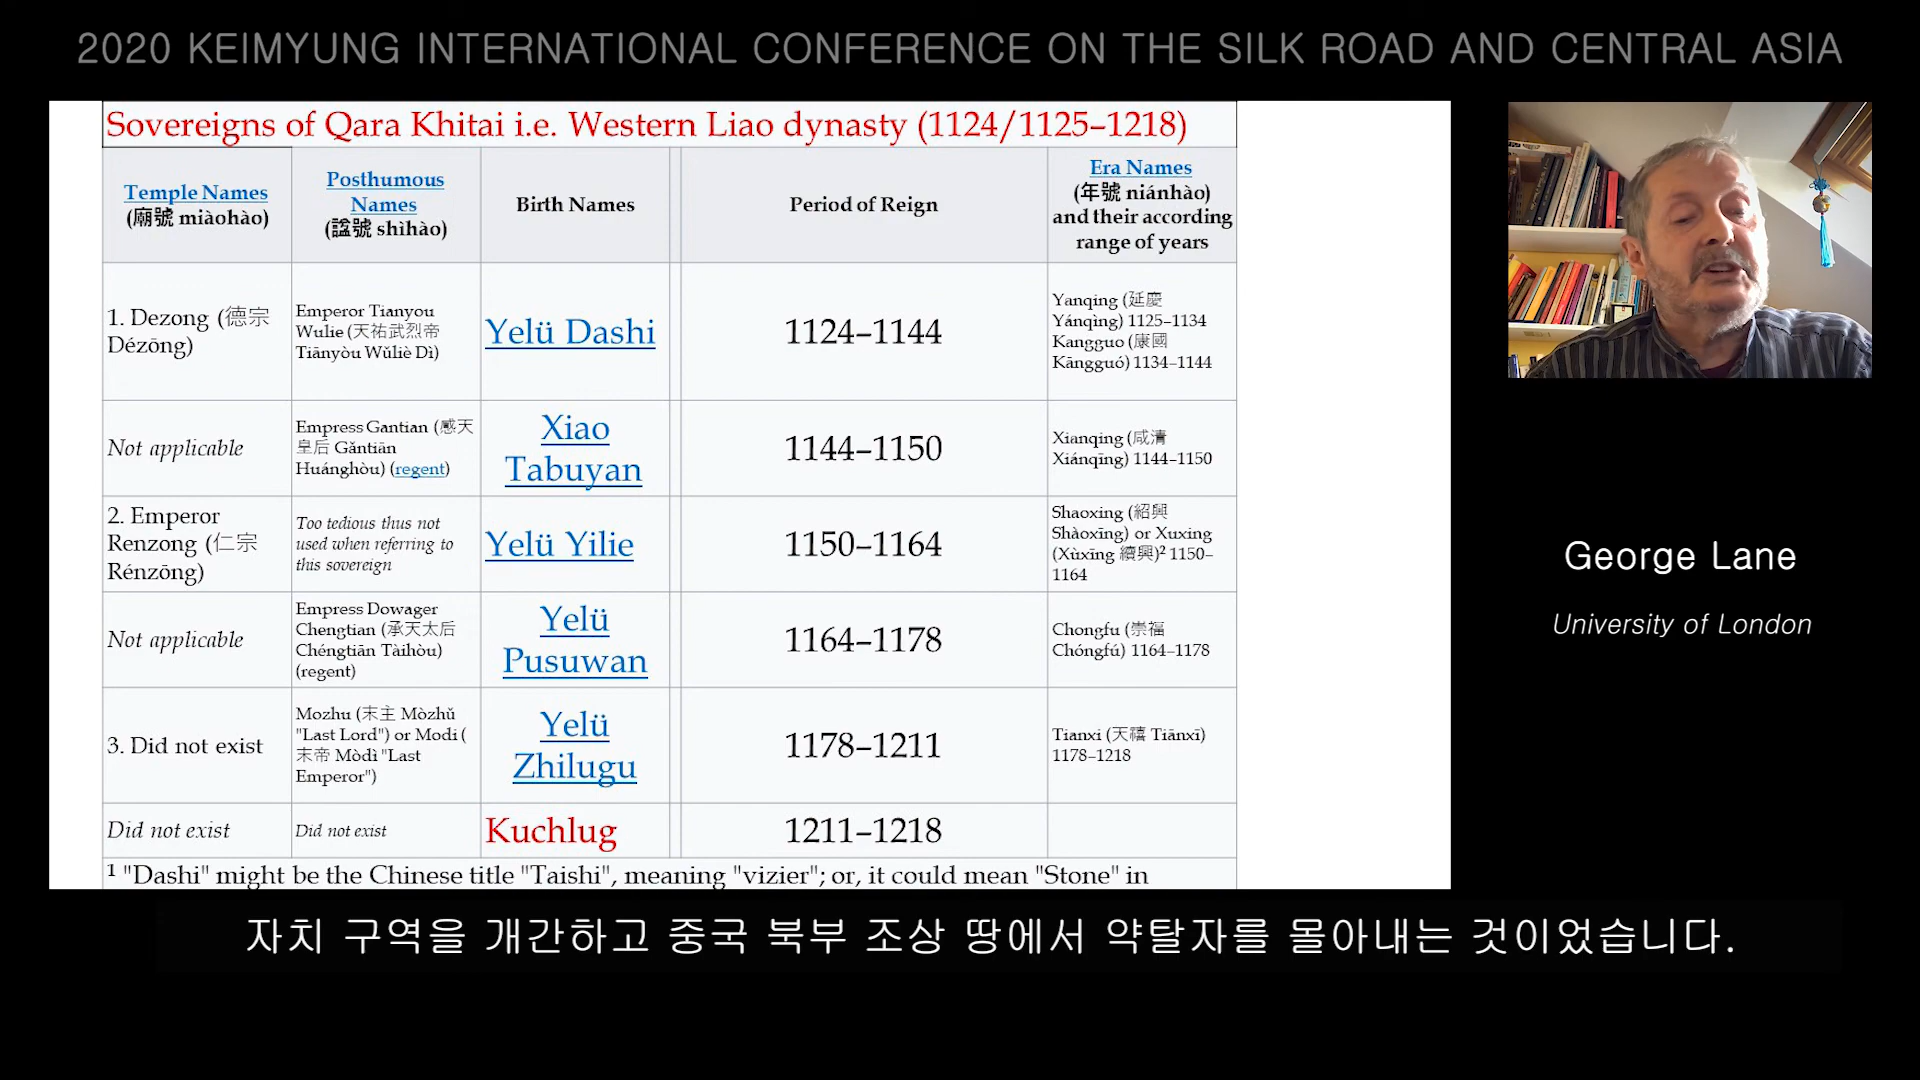 2020 KEIMYUNG INTERNATIONAL CONFERENCE ON THE SILK ROAD AND CENTRAL ASIA
Sovereigns of Qara Khitai i.e. Western Liao dynasty (1124/1125–1218)
Temple Names
(廟號 miàohào)
Posthumous
Names
(諡號 shìhào)
Birth Names
Period of Reign
Era Names
(年號 niánhào)
and their according
range of years
1. Dezong (德宗
Dézōng)
Emperor Tianyou
Wulie (天祐武烈帝
Tiānyòu Wǔliè Dì)
Yelü Dashi
1124–1144
Yanqing (延慶
Yánqìng) 1125–1134
Kangguo (康國
Kāngguó) 1134–1144
Not applicable
Empress Gantian (感天
皇后 Gǎntiān
Huánghòu) (regent)
Xiao
Tabuyan
1144–1150
Xianqing (咸清
Xiánqīng) 1144–1150
2. Emperor
Renzong (仁宗
Rénzōng)
Too tedious thus not
used when referring to
this sovereign
Yelü Yilie
1150–1164
Shaoxing (紹興
Shàoxīng) or Xuxing
(Xùxīng 續興)² 1150–
1164
Not applicable
Empress Dowager
Chengtian (承天太后
Chéngtiān Tàihòu)
(regent)
Yelü
Pusuwan
1164–1178
Chongfu (崇福
Chóngfú) 1164–1178
3. Did not exist
Mozhu (末主 Mòzhǔ
"Last Lord") or Modi (
末帝 Mòdì "Last
Emperor")
Yelü
Zhilugu
1178–1211
Tianxi (天禧 Tiānxī)
1178–1218
Did not exist
Did not exist
Kuchlug
1211–1218
¹ "Dashi" might be the Chinese title "Taishi", meaning "vizier"; or, it could mean "Stone" in
George Lane
University of London
자치 구역을 개간하고 중국 북부 조상 땅에서 약탈자를 몰아내는 것이었습니다.